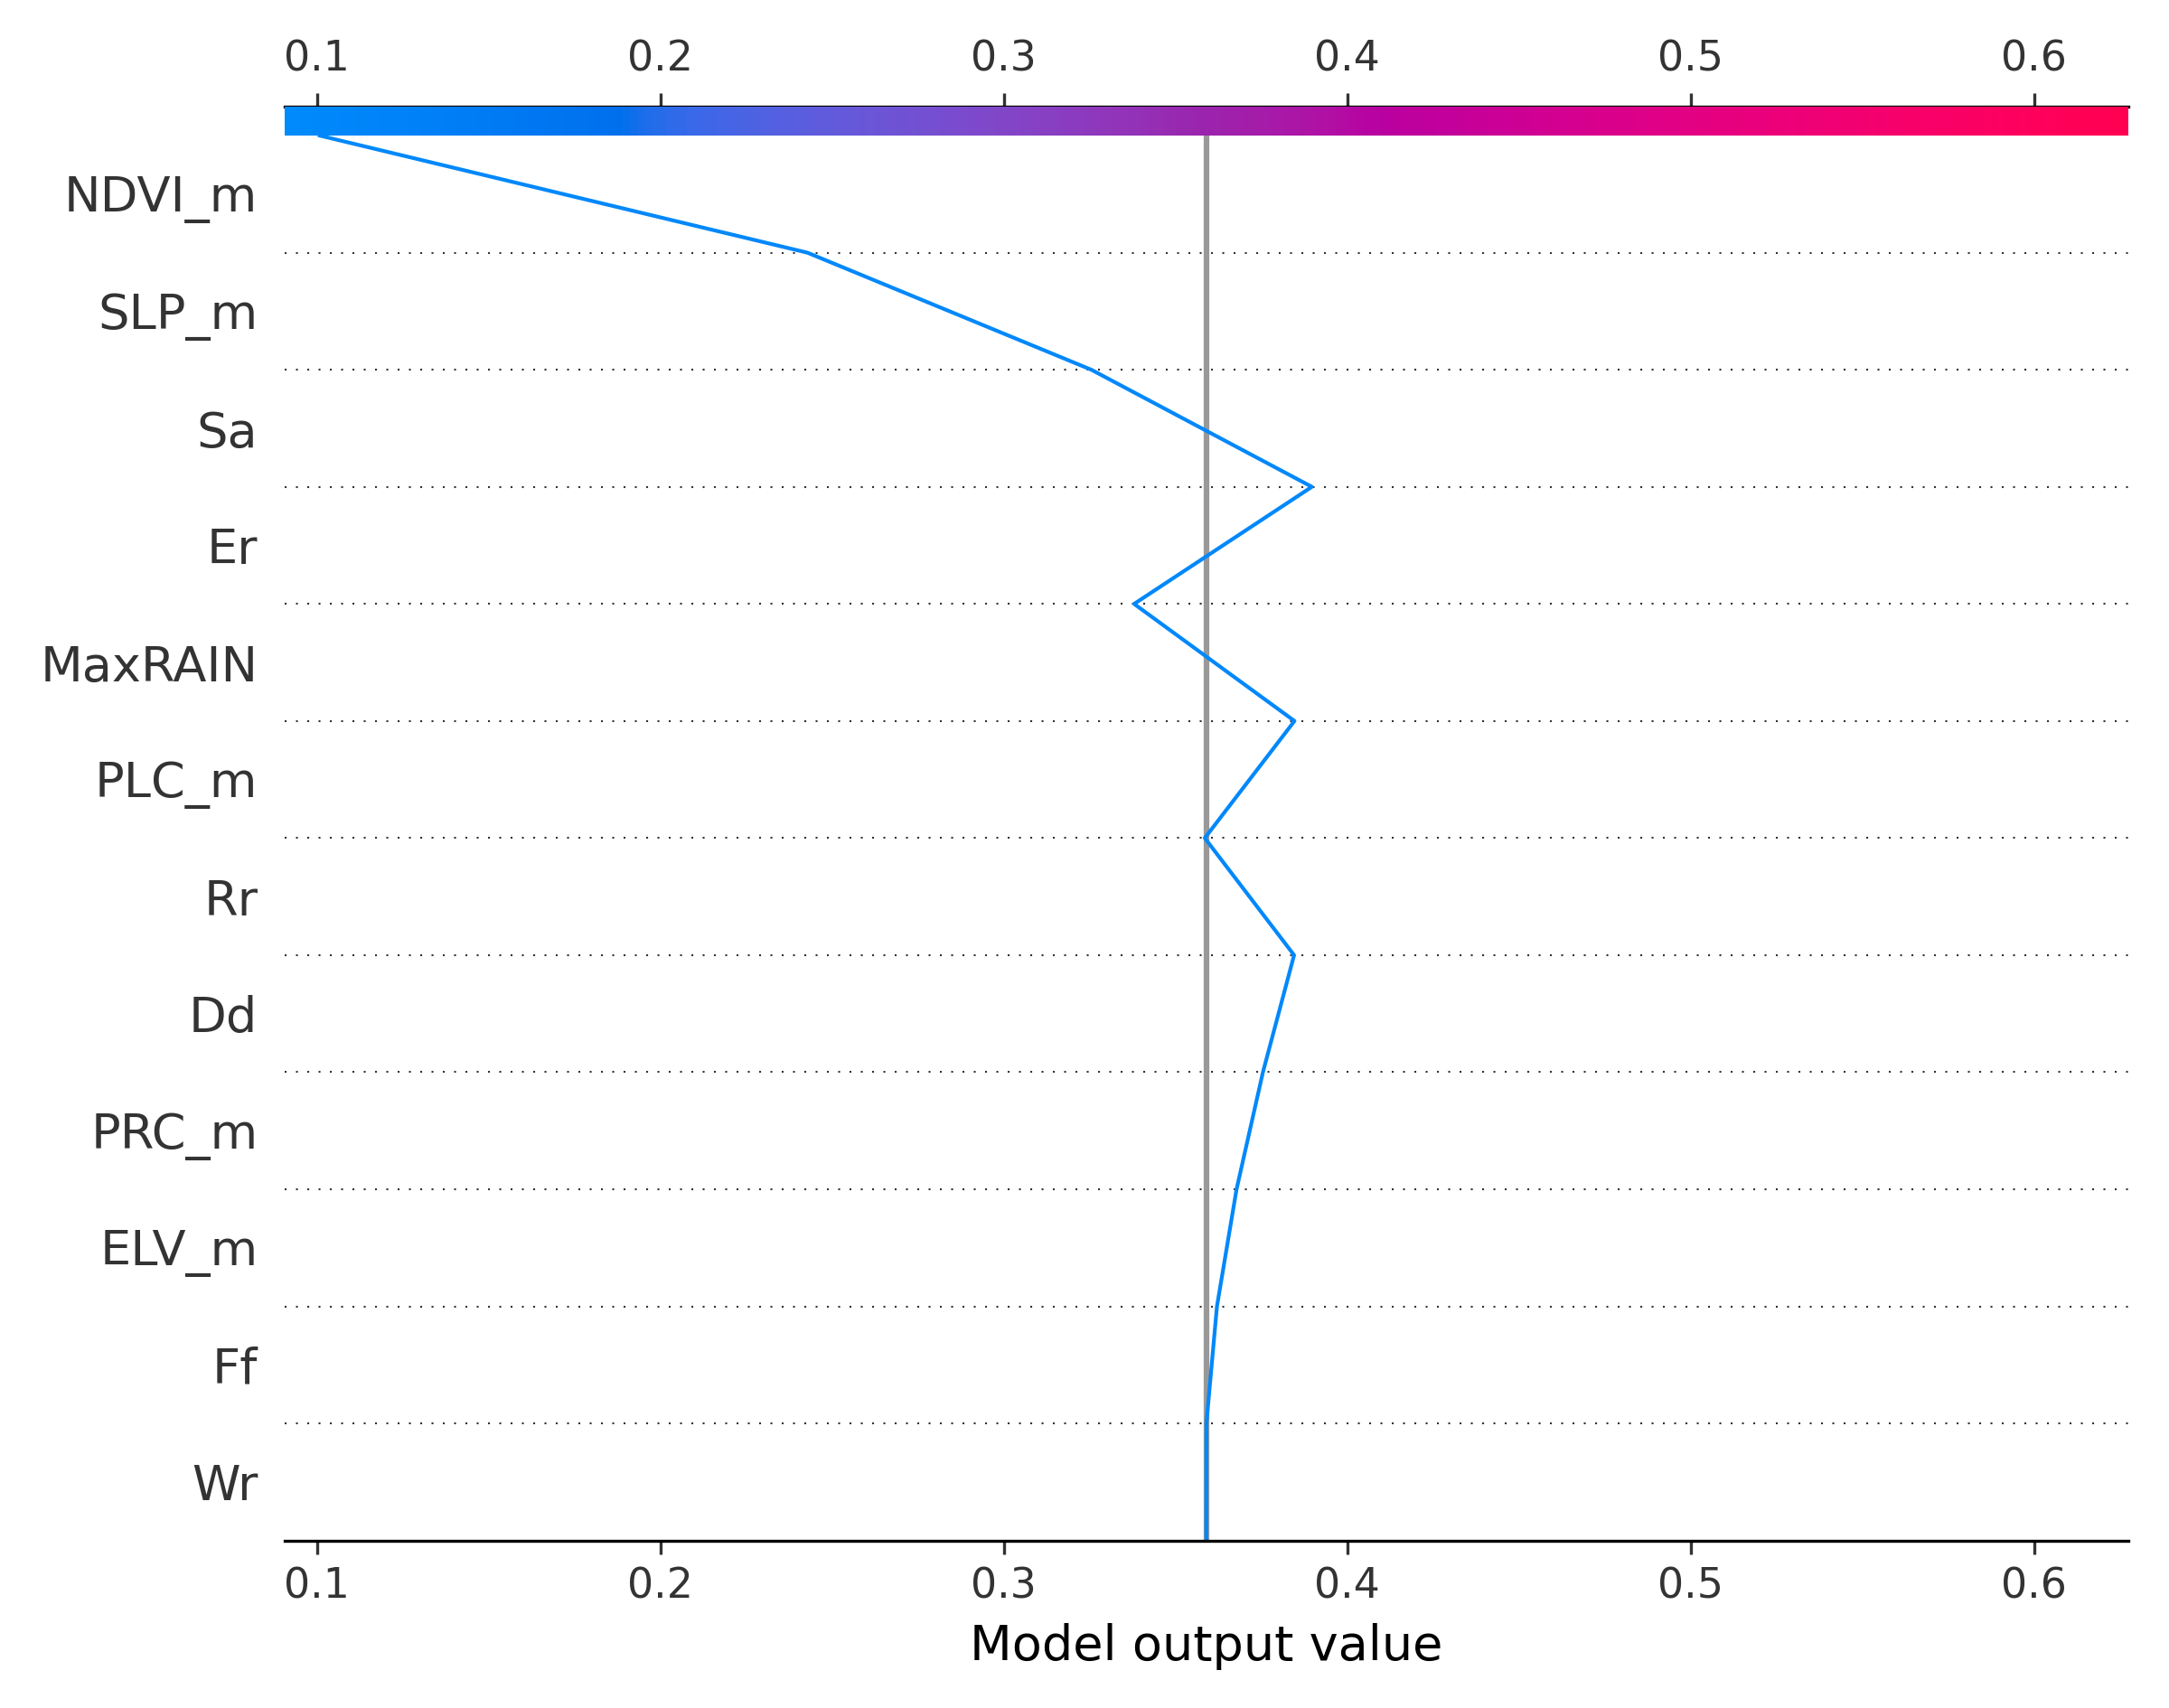 0.1 0.2 0.3 0.4 0.5 0.6
NDVI_m
SLP_m
Sa
Er
MaxRAIN
PLC_m
Rr
Dd
PRC_m
ELV_m
Ff
Wr
0.1 0.2 0.3 0.4 0.5 0.6
Model output value